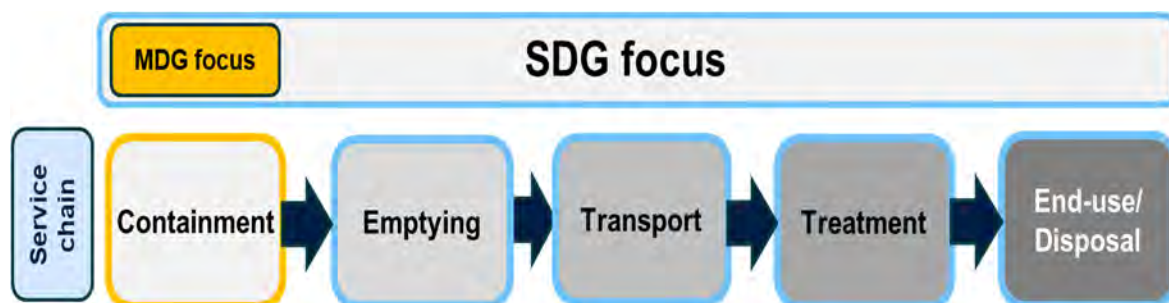 MDG focus
SDG focus
Service
chain
Containment
Emptying
Transport
Treatment
End-use/
Disposal